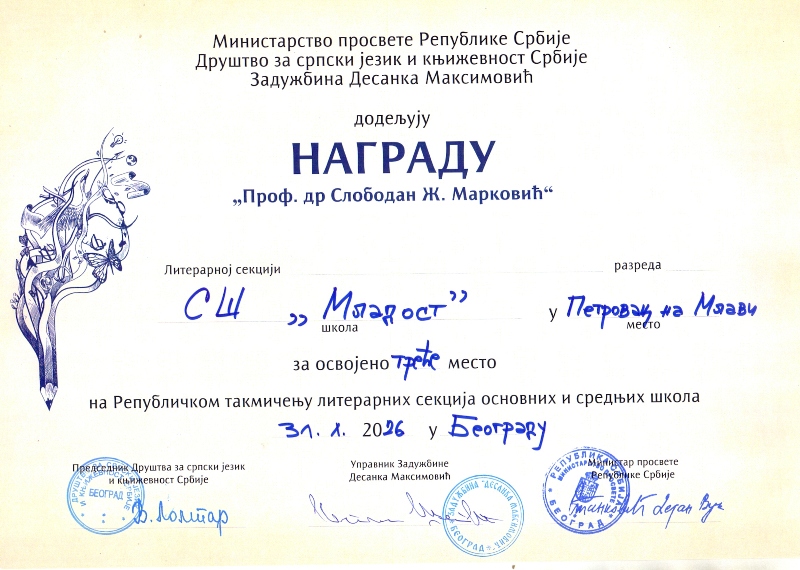 Министарство просвете Републике Србије
Друштво за српски језик и књижевност Србије
Задужбина Десанка Максимовић
додељују
НАГРАДУ
„Проф. др Слободан Ж. Марковић“
Литерарној секцији разреда
СШ „Младост” у Петровац на Млави
школа место
за освојено треће место
на Републичком такмичењу литерарних секција основних и средњих школа
31. X. 2026 у Београду
Председник Друштва за српски језик
и књижевност Србије
Управник Задужбине
Десанка Максимовић
Министар просвете
Републике Србије
БЕОГРАД